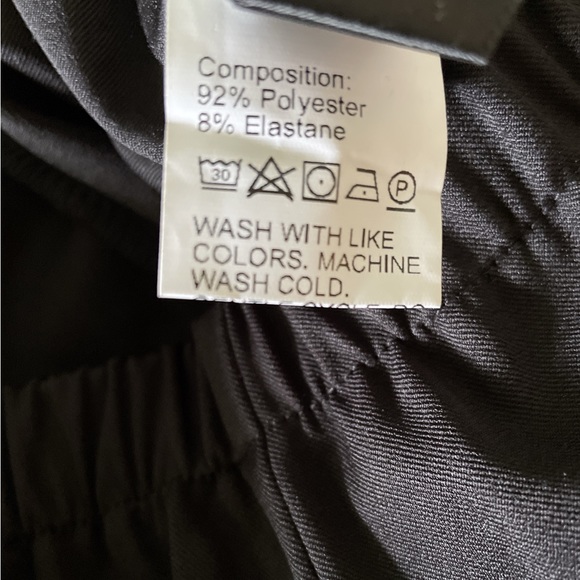 Composition:
92% Polyester
8% Elastane
30 P
WASH WITH LIKE
COLORS. MACHINE
WASH COLD.